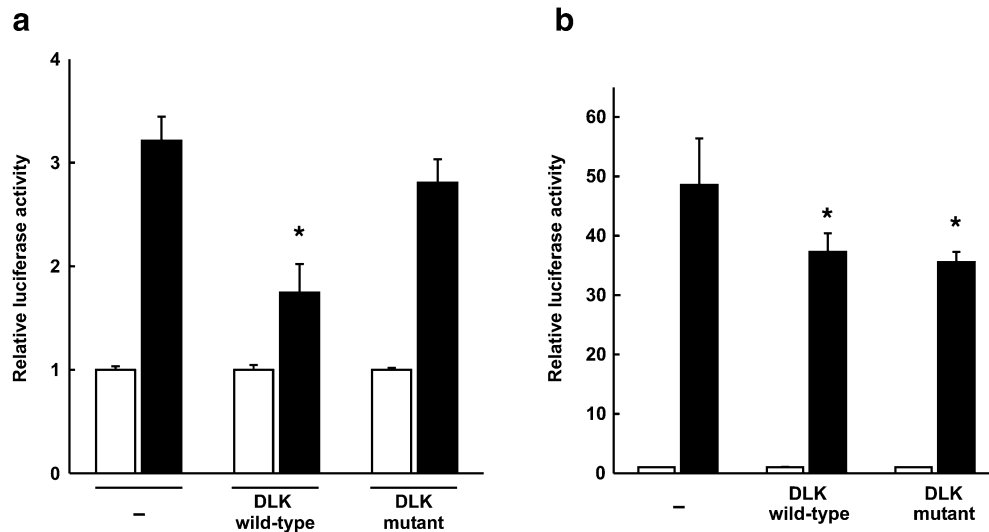 a
Relative luciferase activity
4
3
2
1
0
*
–
DLK
wild-type
DLK
mutant
b
Relative luciferase activity
60
50
40
30
20
10
0
*
*
–
DLK
wild-type
DLK
mutant